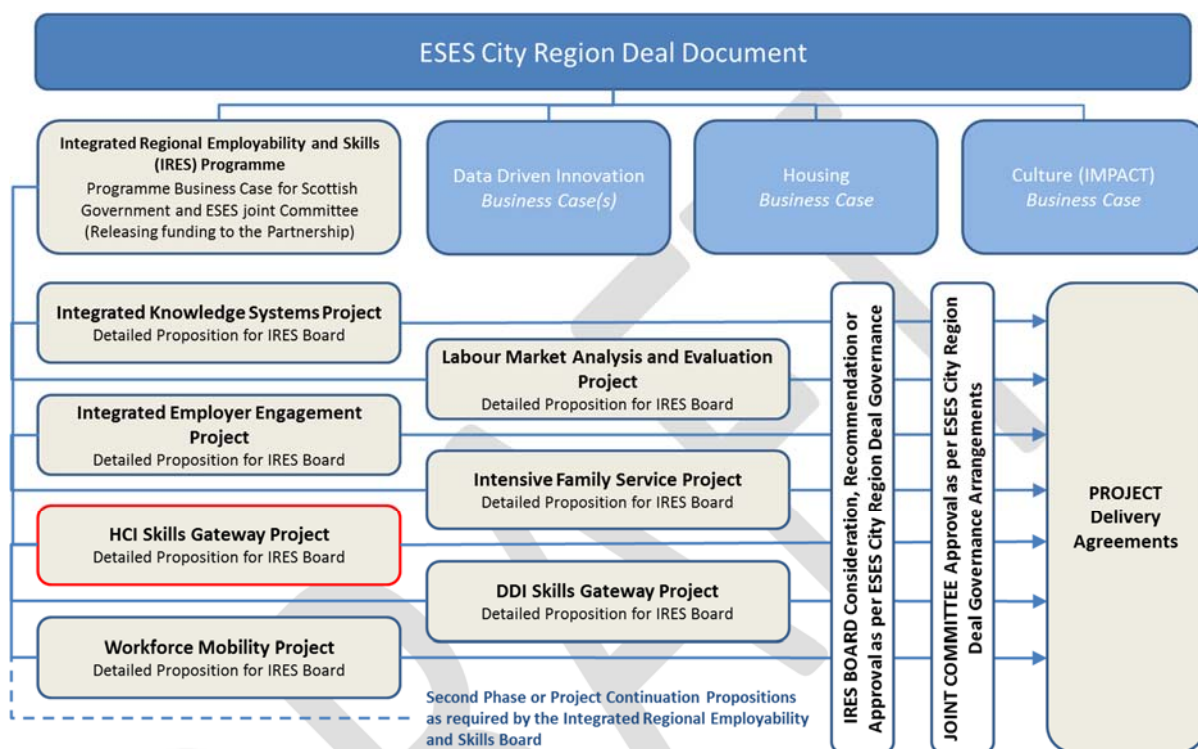 ESES City Region Deal Document
Integrated Regional Employability and Skills
(IRES) Programme
Programme Business Case for Scottish
Government and ESES joint Committee
(Releasing funding to the Partnership)
Data Driven Innovation
Business Case(s)
Housing
Business Case
Culture (IMPACT)
Business Case
Integrated Knowledge Systems Project
Detailed Proposition for IRES Board
Labour Market Analysis and Evaluation
Project
Detailed Proposition for IRES Board
Integrated Employer Engagement
Project
Detailed Proposition for IRES Board
Intensive Family Service Project
Detailed Proposition for IRES Board
HCI Skills Gateway Project
Detailed Proposition for IRES Board
DDI Skills Gateway Project
Detailed Proposition for IRES Board
Workforce Mobility Project
Detailed Proposition for IRES Board
Second Phase or Project Continuation Propositions
as required by the Integrated Regional Employability
and Skills Board
IRES BOARD Consideration, Recommendation or
Approval as per ESES City Region Deal Governance
JOINT COMMITTEE Approval as per ESES City Region
Deal Governance Arrangements
PROJECT
Delivery
Agreements
DRAFT